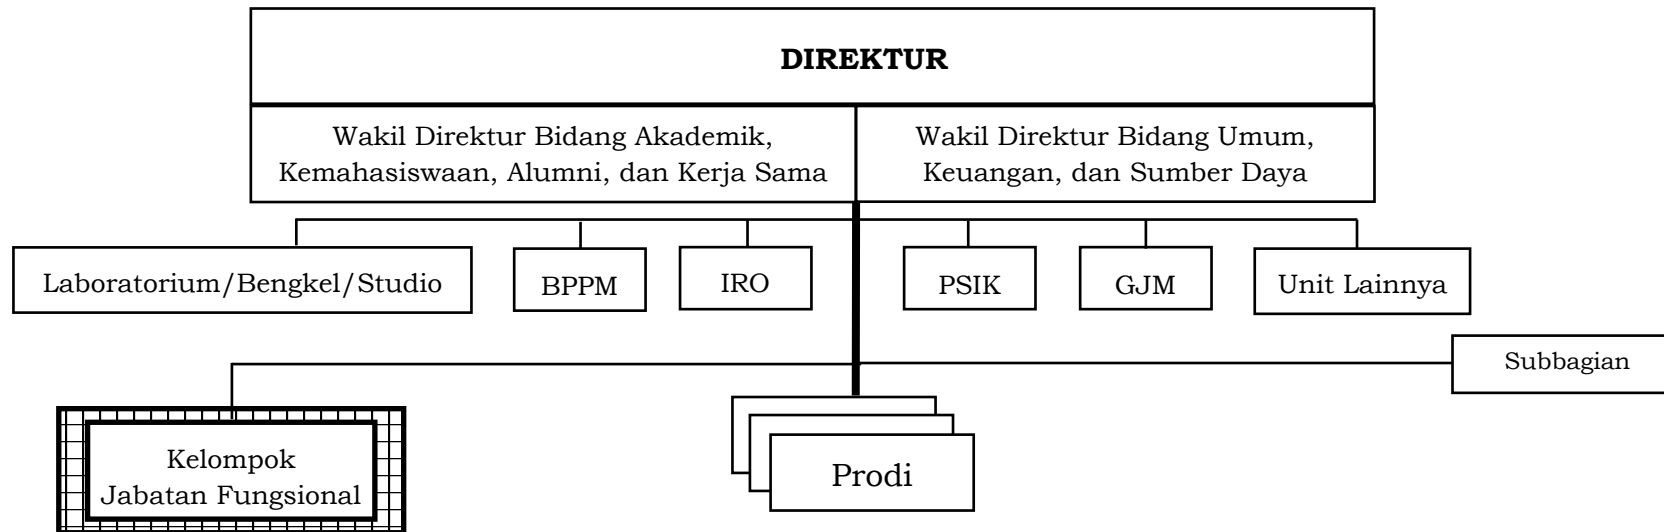 DIREKTUR
Wakil Direktur Bidang Akademik,
Kemahasiswaan, Alumni, dan Kerja Sama
Wakil Direktur Bidang Umum,
Keuangan, dan Sumber Daya
Laboratorium/Bengkel/Studio
BPPM
IRO
PSIK
GJM
Unit Lainnya
Subbagian
Kelompok
Jabatan Fungsional
Prodi